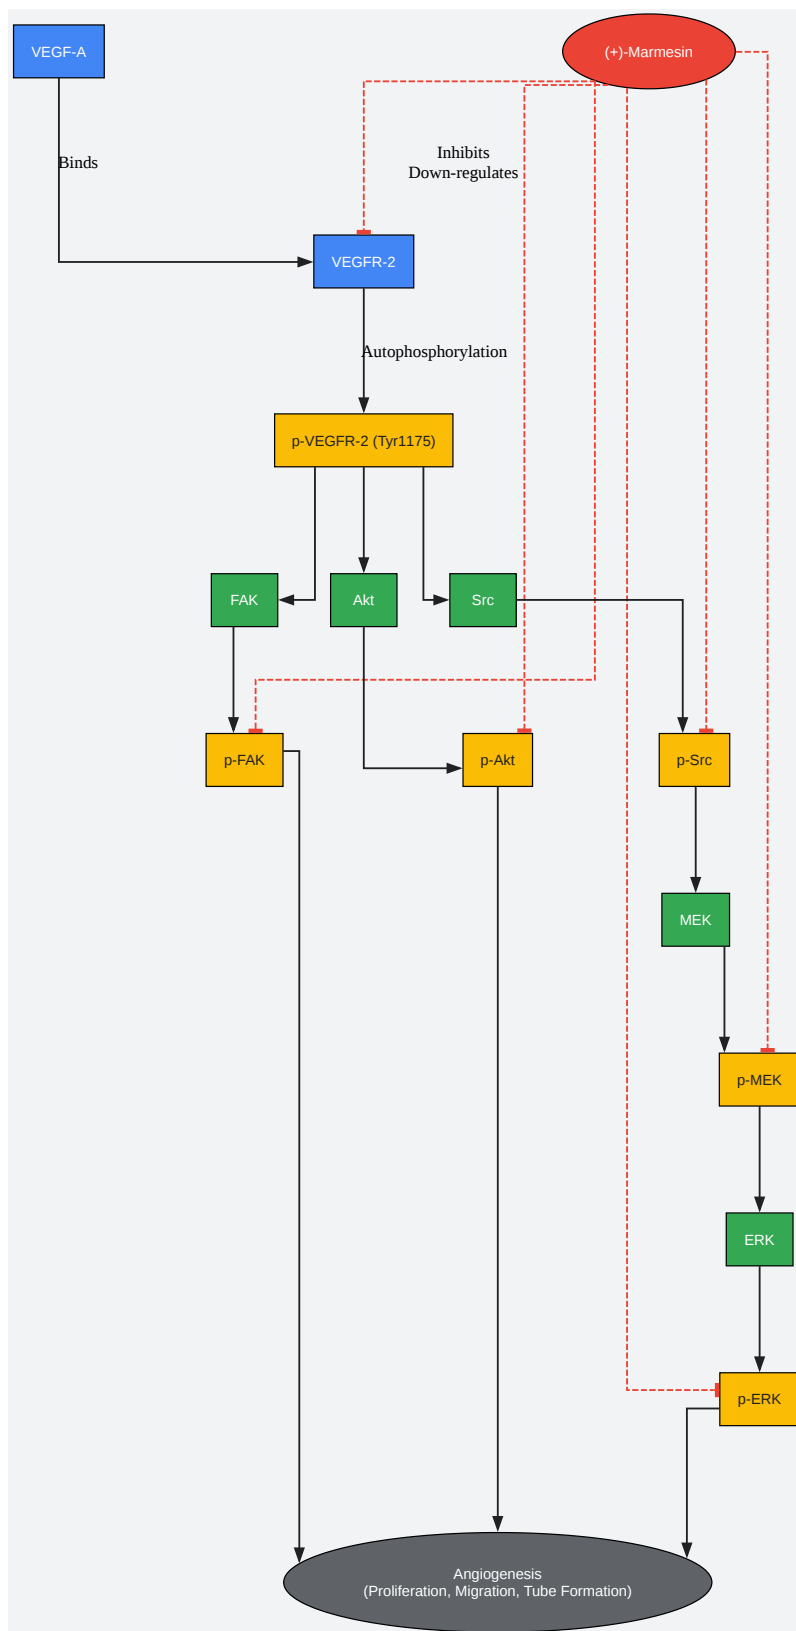 VEGF-A
(+)-Marmesin
Binds
Inhibits
Down-regulates
VEGFR-2
Autophosphorylation
p-VEGFR-2 (Tyr1175)
FAK
Akt
Src
p-FAK
p-Akt
p-Src
MEK
p-MEK
ERK
p-ERK
Angiogenesis
(Proliferation, Migration, Tube Formation)